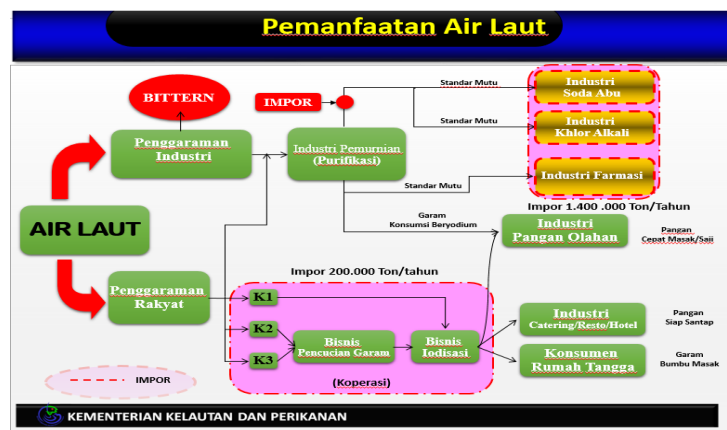 Pemanfaatan Air Laut
BITTERN
IMPOR
Standar Mutu
Industri
Soda Abu
Penggaraman
Industri
Industri Pemurnian
(Purifikasi)
Standar Mutu
Industri
Khlor Alkali
Standar Mutu
Industri Farmasi
Impor 1.400 .000 Ton/Tahun
AIR LAUT
Garam
Konsumsi Beryodium
Industri
Pangan Olahan
Pangan
Cepat Masak/Saji
Penggaraman
Rakyat
Impor 200.000 Ton/tahun
K1
K2
K3
Bisnis
Pencucian Garam
Bisnis
Iodisasi
(Koperasi)
Industri
Catering/Resto/Hotel
Pangan
Siap Santap
Konsumen
Rumah Tangga
Garam
Bumbu Masak
IMPOR
KEMENTERIAN KELAUTAN DAN PERIKANAN